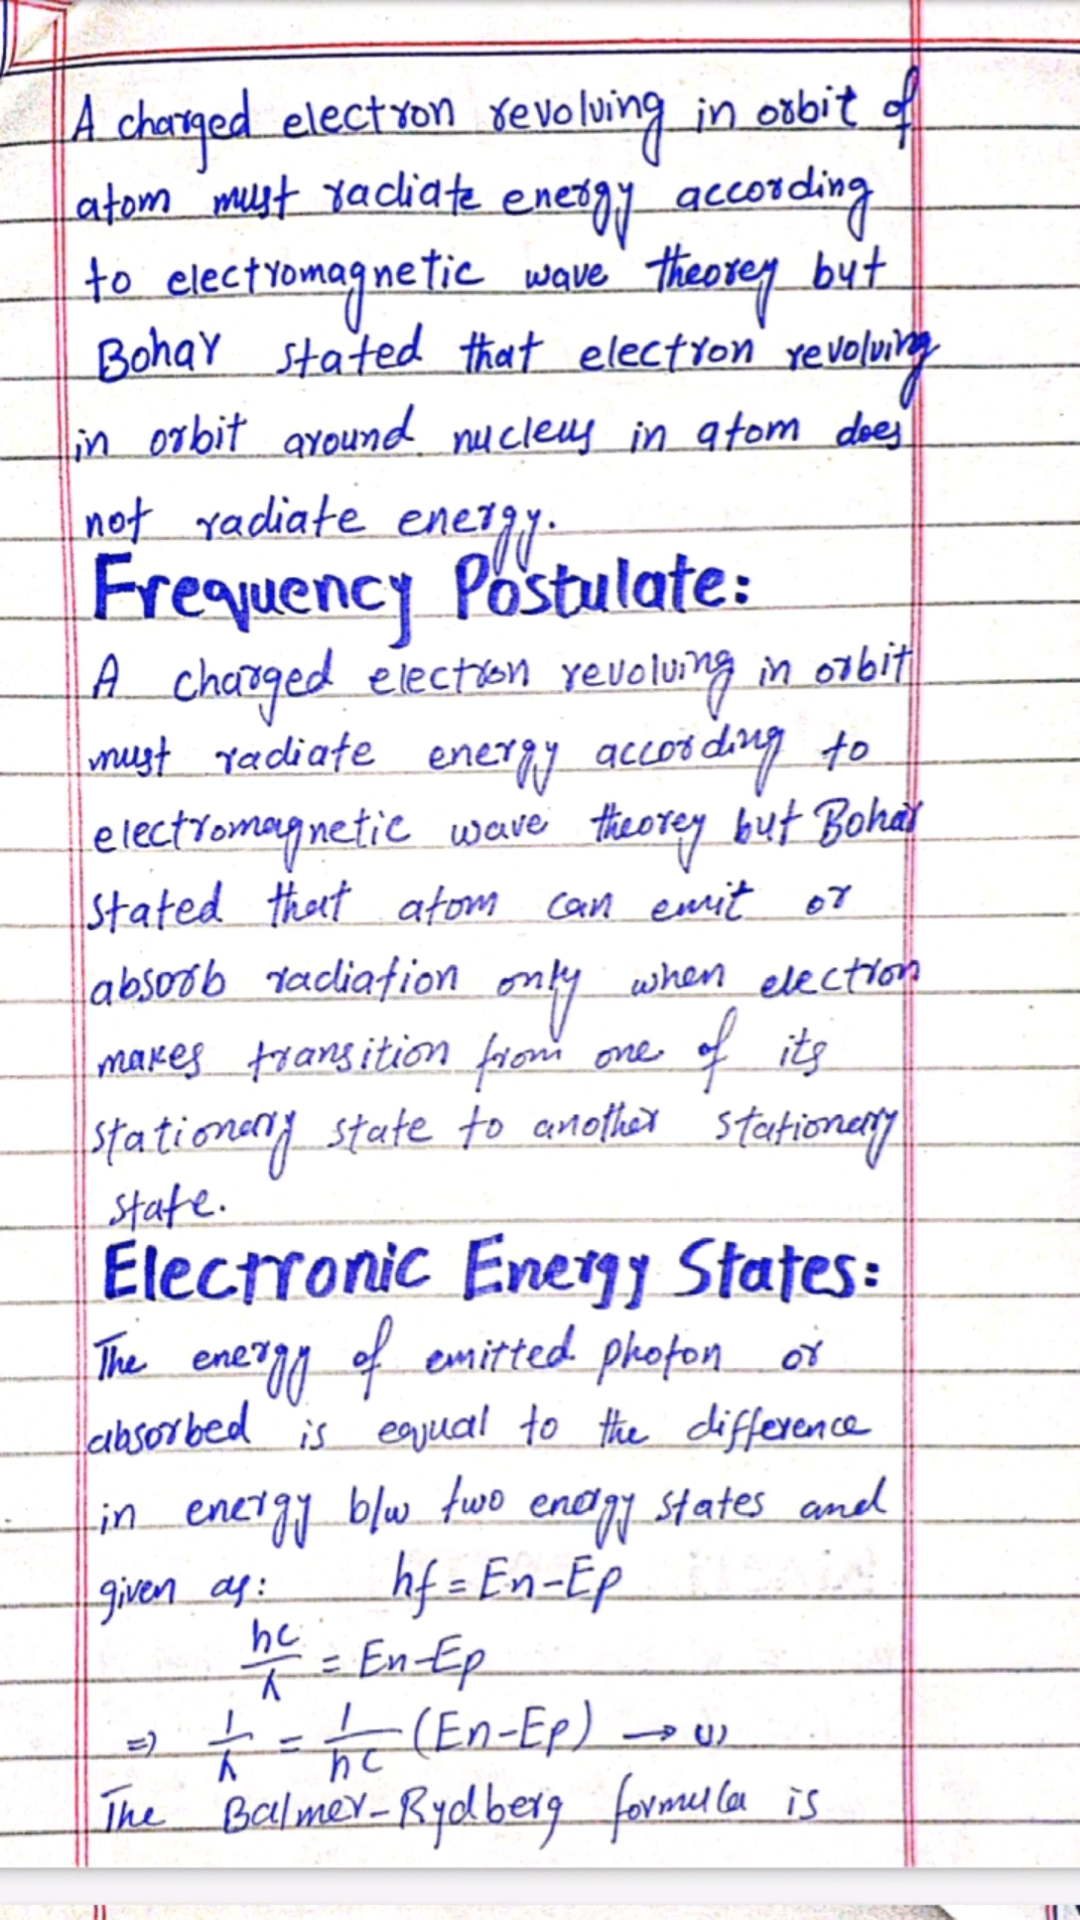 A charged electron revolving in orbit of
atom must radiate energy according
to electromagnetic wave theorey but
Bohar stated that electron revolving
in orbit around nucleus in atom does
not radiate energy.
Frequency Postulate:
A charged electron revolving in orbit
must radiate energy according to
electromagnetic wave theorey but Bohar
stated that atom can emit or
absorb radiation only when electron
makes transition from one of its
stationary state to another stationary
state.
Electronic Energy States:
The energy of emitted photon or
absorbed is equal to the difference
in energy b/w two energy states and
given as: hf = En-Ep
hc/λ = En-Ep
=> 1/λ = 1/hc (En-Ep) → (1)
The Balmer-Rydberg formula is